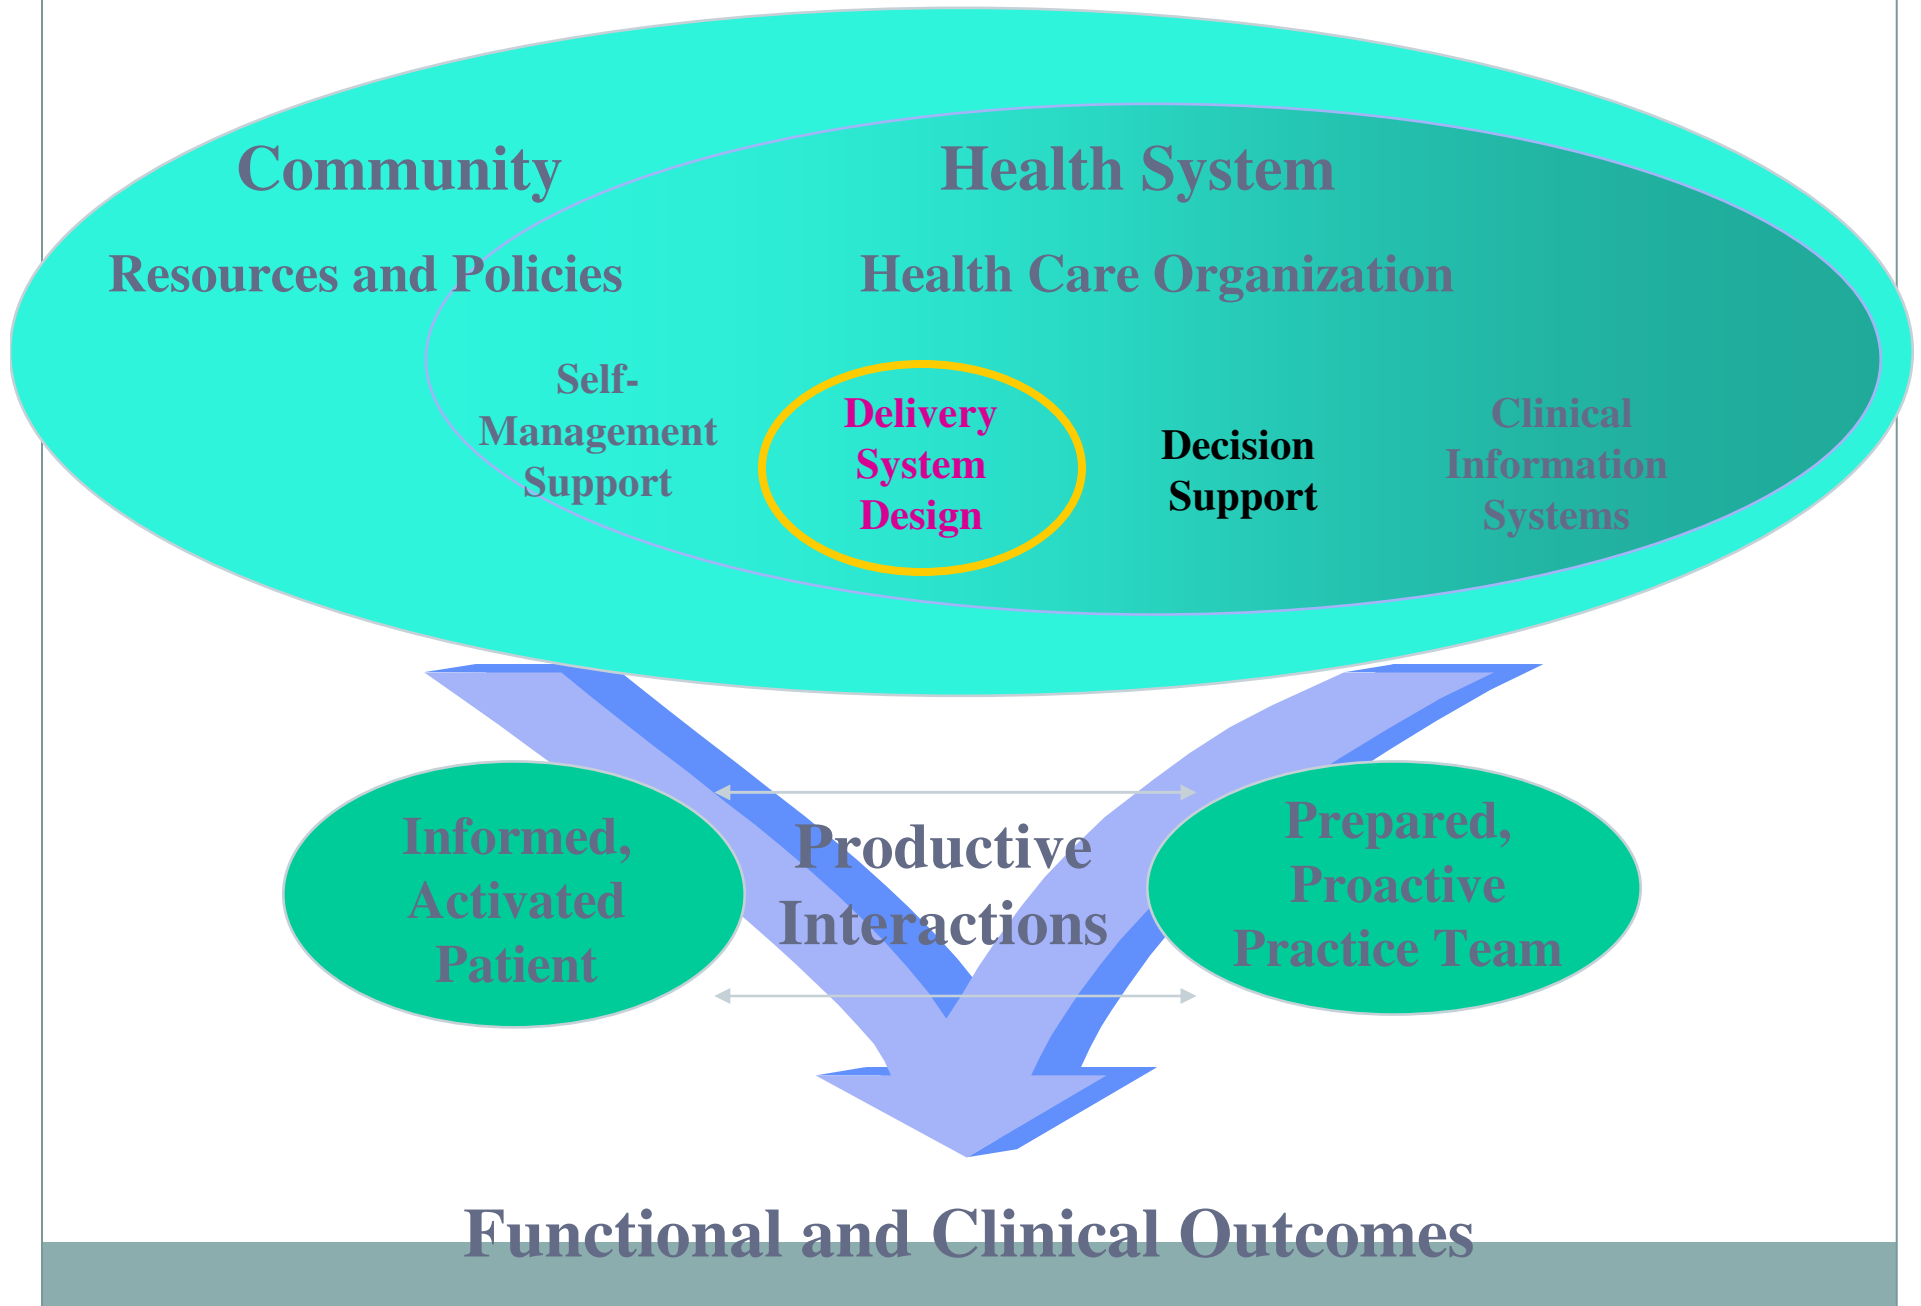 Community
Health System
Resources and Policies
Health Care Organization
Self-
Management
Support
Delivery
System
Design
Decision
Support
Clinical
Information
Systems
Informed,
Activated
Patient
Productive
Interactions
Prepared,
Proactive
Practice Team
Functional and Clinical Outcomes